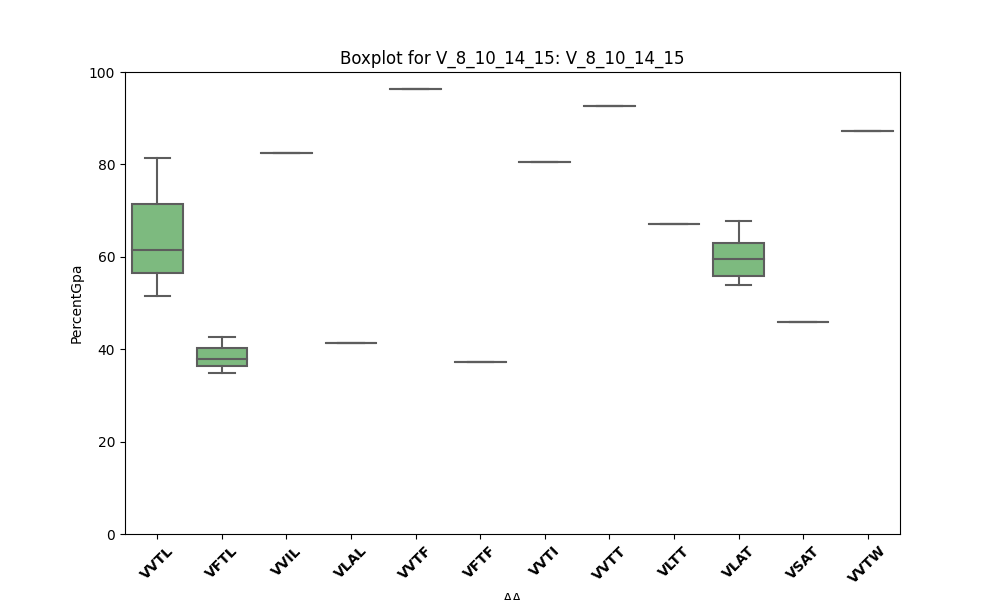 Boxplot for V_8_10_14_15: V_8_10_14_15
100
80
60
40
20
0
PercentGpa
VVTL VFTL VVIL VLAL VVTF VFTF VVTI VVTT VLTT VLAT VSAT VVTW
AA